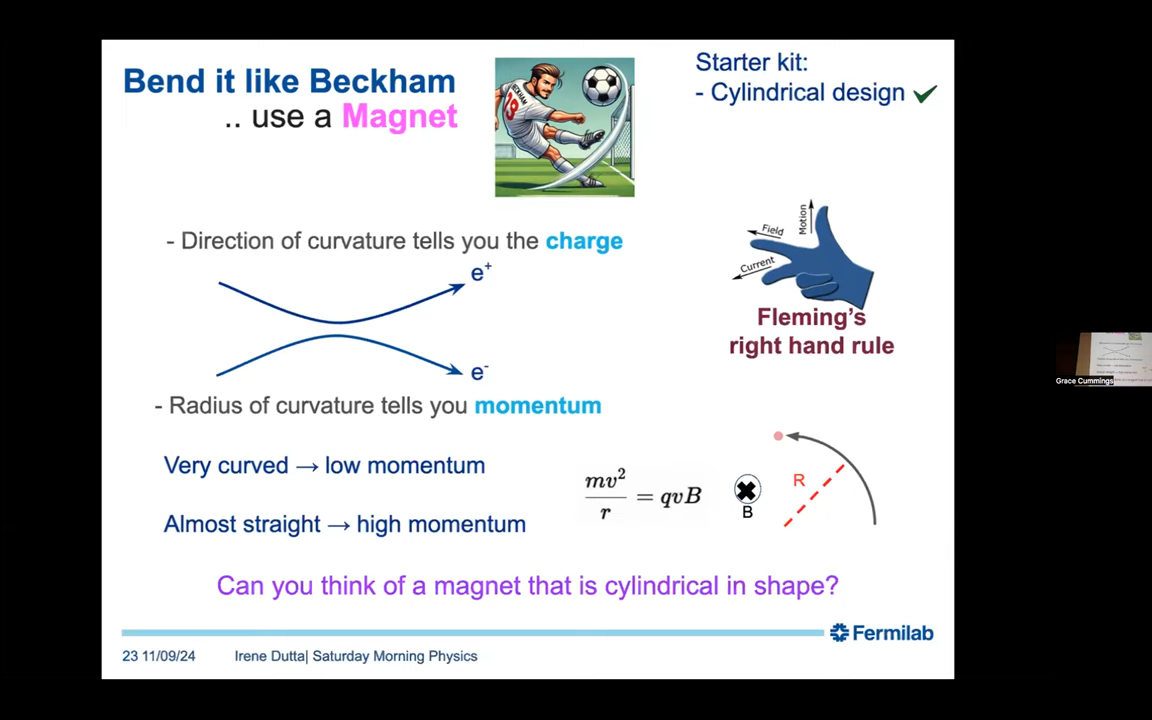 Bend it like Beckham
.. use a Magnet
BECKHAM
Starter kit:
- Cylindrical design ✓
- Direction of curvature tells you the charge
e⁺
e⁻
Field
Motion
Current
Fleming's
right hand rule
- Radius of curvature tells you momentum
Very curved → low momentum
Almost straight → high momentum
mv²/r = qvB
B
R
Can you think of a magnet that is cylindrical in shape?
Fermilab
23 11/09/24 Irene Dutta| Saturday Morning Physics
Grace Cummings